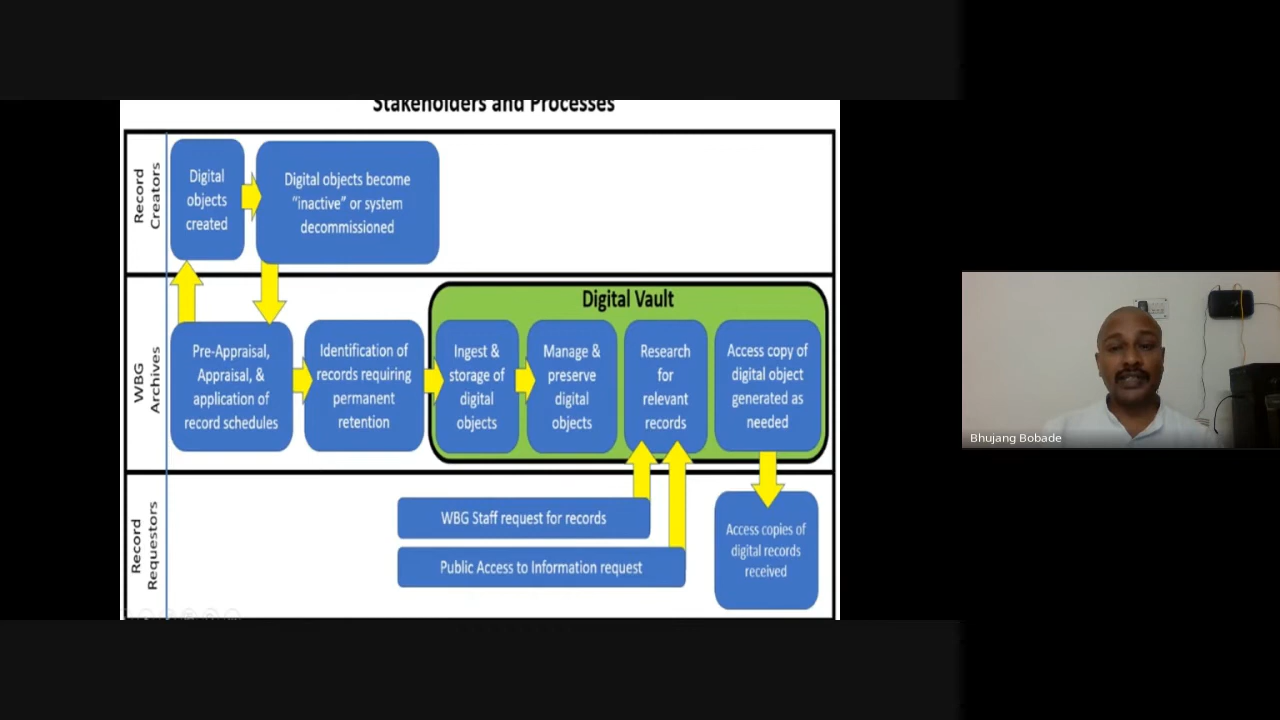 Stakeholders and Processes
Record
Creators
Digital
objects
created
Digital objects become
"inactive" or system
decommissioned
WBG
Archives
Pre-Appraisal,
Appraisal, &
application of
record schedules
Identification of
records requiring
permanent
retention
Digital Vault
Ingest &
storage of
digital
objects
Manage &
preserve
digital
objects
Research
for
relevant
records
Access copy of
digital object
generated as
needed
Record
Requestors
WBG Staff request for records
Public Access to Information request
Access copies of
digital records
received
Bhujang Bobade